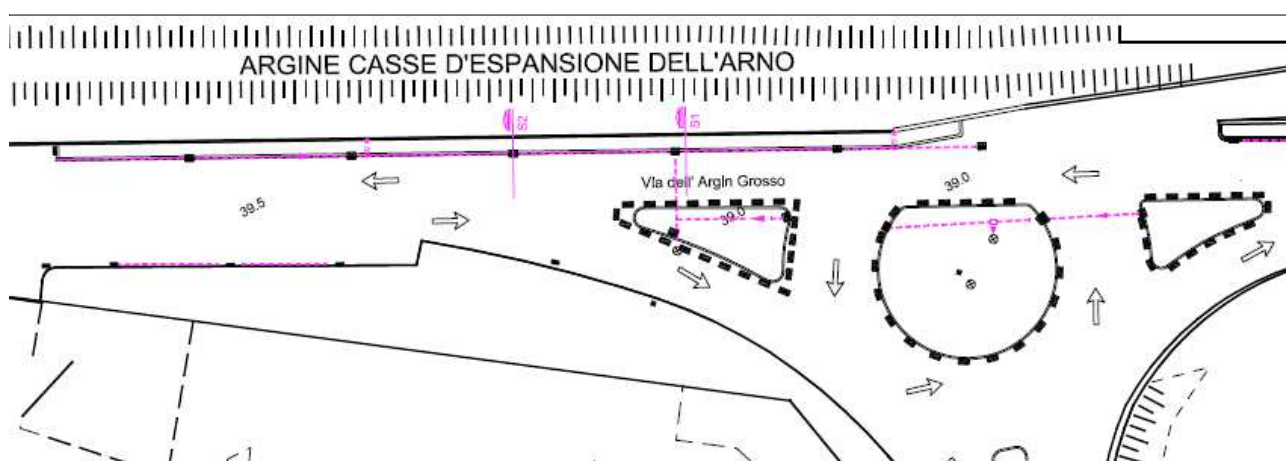 ARGINE CASSE D'ESPANSIONE DELL'ARNO
S2
S1
Via dell' Argin Grosso
39.0
39.5
39.0